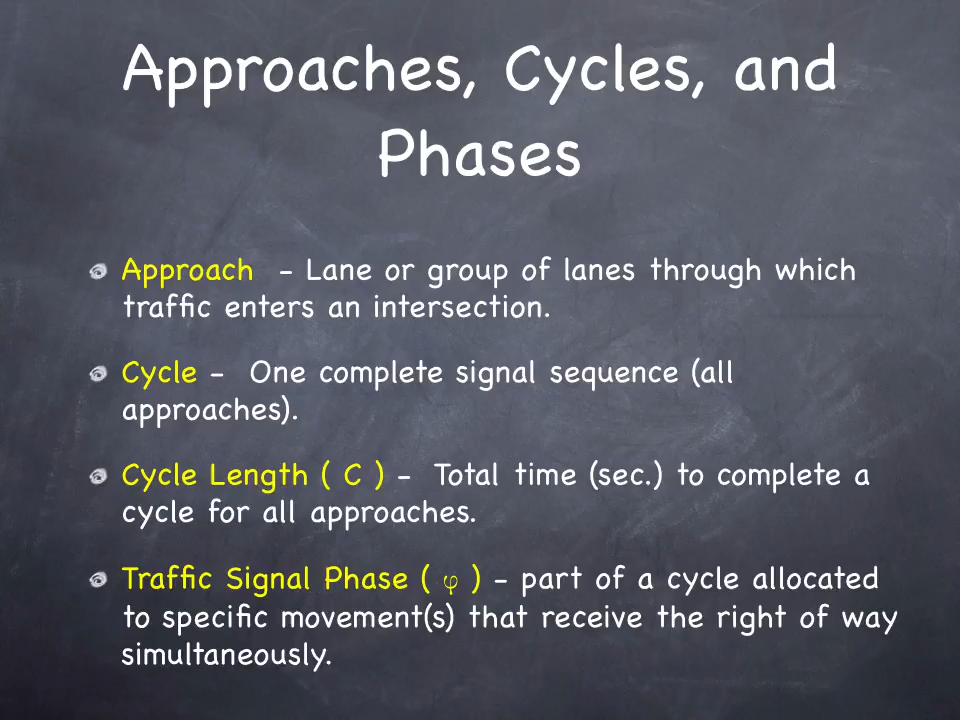 Approaches, Cycles, and
Phases
Approach - Lane or group of lanes through which
traffic enters an intersection.
Cycle - One complete signal sequence (all
approaches).
Cycle Length ( C ) - Total time (sec.) to complete a
cycle for all approaches.
Traffic Signal Phase ( φ ) - part of a cycle allocated
to specific movement(s) that receive the right of way
simultaneously.